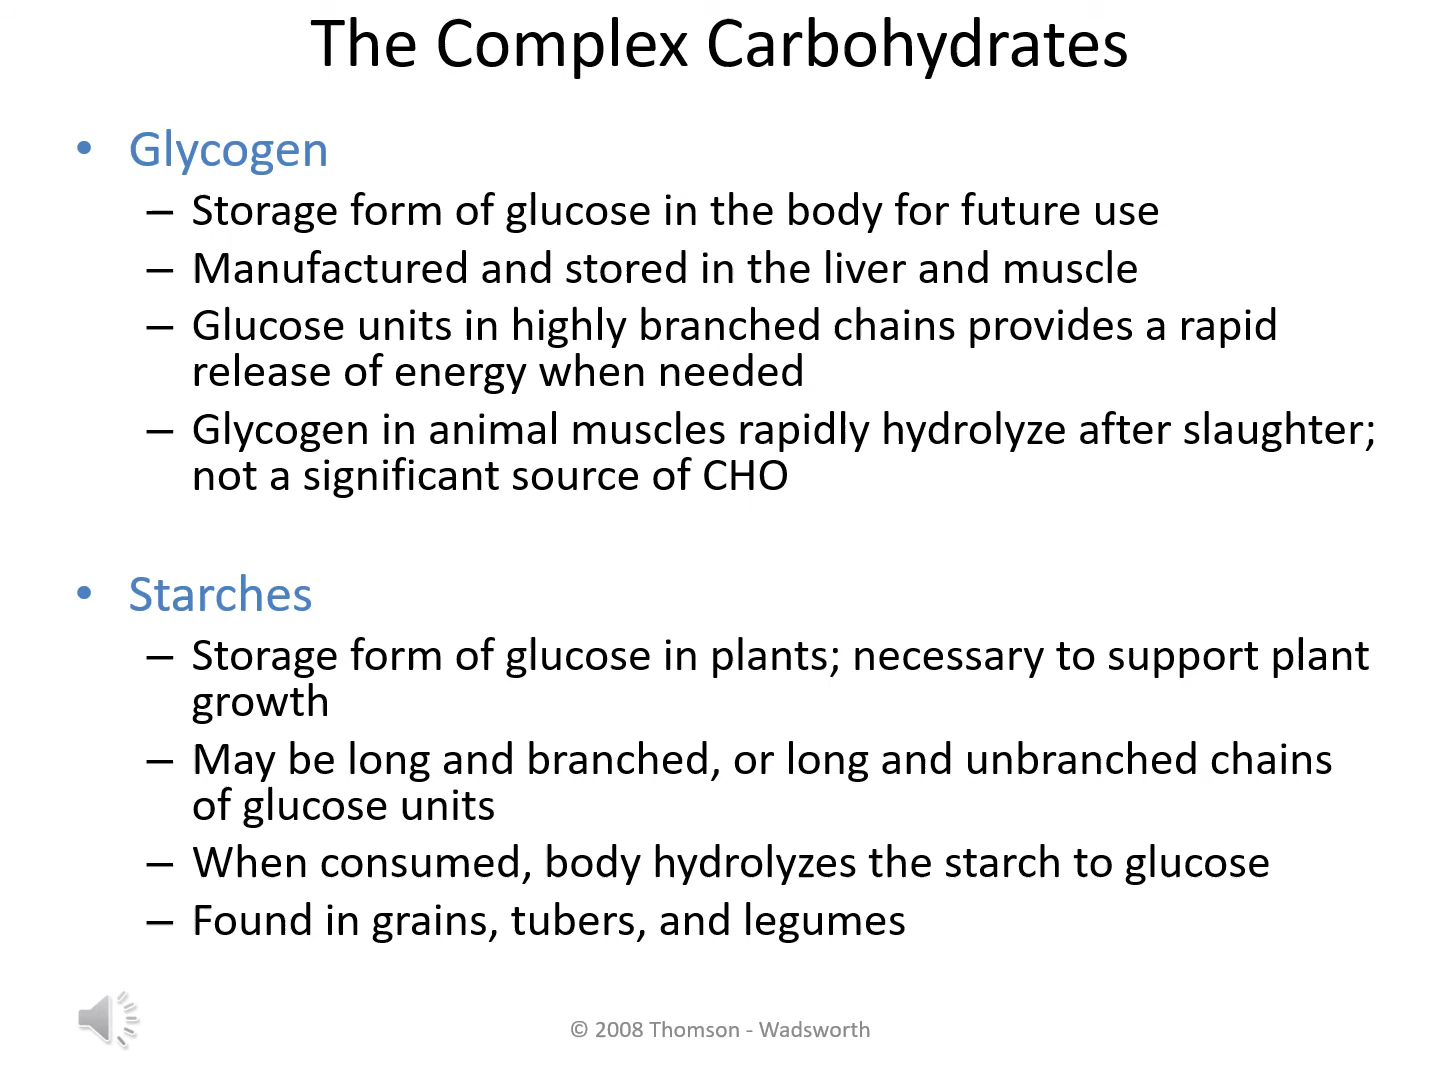 The Complex Carbohydrates
• Glycogen
– Storage form of glucose in the body for future use
– Manufactured and stored in the liver and muscle
– Glucose units in highly branched chains provides a rapid
release of energy when needed
– Glycogen in animal muscles rapidly hydrolyze after slaughter;
not a significant source of CHO
• Starches
– Storage form of glucose in plants; necessary to support plant
growth
– May be long and branched, or long and unbranched chains
of glucose units
– When consumed, body hydrolyzes the starch to glucose
– Found in grains, tubers, and legumes
© 2008 Thomson - Wadsworth